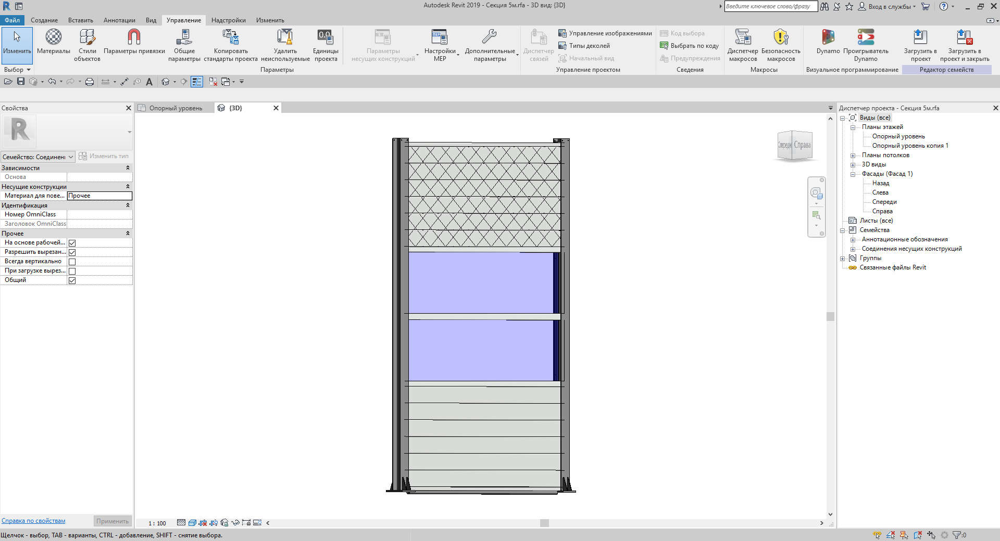 Autodesk Revit 2019 - Секция 5м.rfa - 3D вид: {3D}
Введите ключевое слово/фразу
Вход в службы
Файл Создание Вставить Аннотации Вид Управление Надстройки Изменить
Изменить
Материалы
Стили объектов
Параметры привязки
Общие параметры
Копировать стандарты проекта
Удалить неиспользуемые
Единицы проекта
Параметры несущих конструкций
Настройки MEP
Дополнительные параметры
Диспетчер связей
Управление изображениями
Типы деколей
Начальный вид
Код выбора
Выбрать по коду
Предупреждения
Диспетчер макросов
Безопасность макросов
Dynamo
Проигрыватель Dynamo
Загрузить в проект
Загрузить в проект и закрыть
Выбор
Параметры
Управление проектом
Сведения
Макросы
Визуальное программирование
Редактор семейств
Свойства
Опорный уровень
{3D}
Семейство: Соединен
Изменить тип
Зависимости
Основа
Несущие конструкции
Материал для пове... Прочее
Идентификация
Номер OmniClass
Заголовок OmniClass
Прочее
На основе рабочей...
Разрешить вырезан...
Всегда вертикально
При загрузке вырез...
Общий
Справка по свойствам
Применить
Спереди
Справа
1 : 100
Диспетчер проекта - Секция 5м.rfa
Виды (все)
Планы этажей
Опорный уровень
Опорный уровень копия 1
Планы потолков
3D виды
Фасады (Фасад 1)
Назад
Слева
Спереди
Справа
Листы (все)
Семейства
Аннотационные обозначения
Соединения несущих конструкций
Группы
Связанные файлы Revit
Щелчок - выбор, TAB - варианты, CTRL - добавление, SHIFT - снятие выбора.
:0